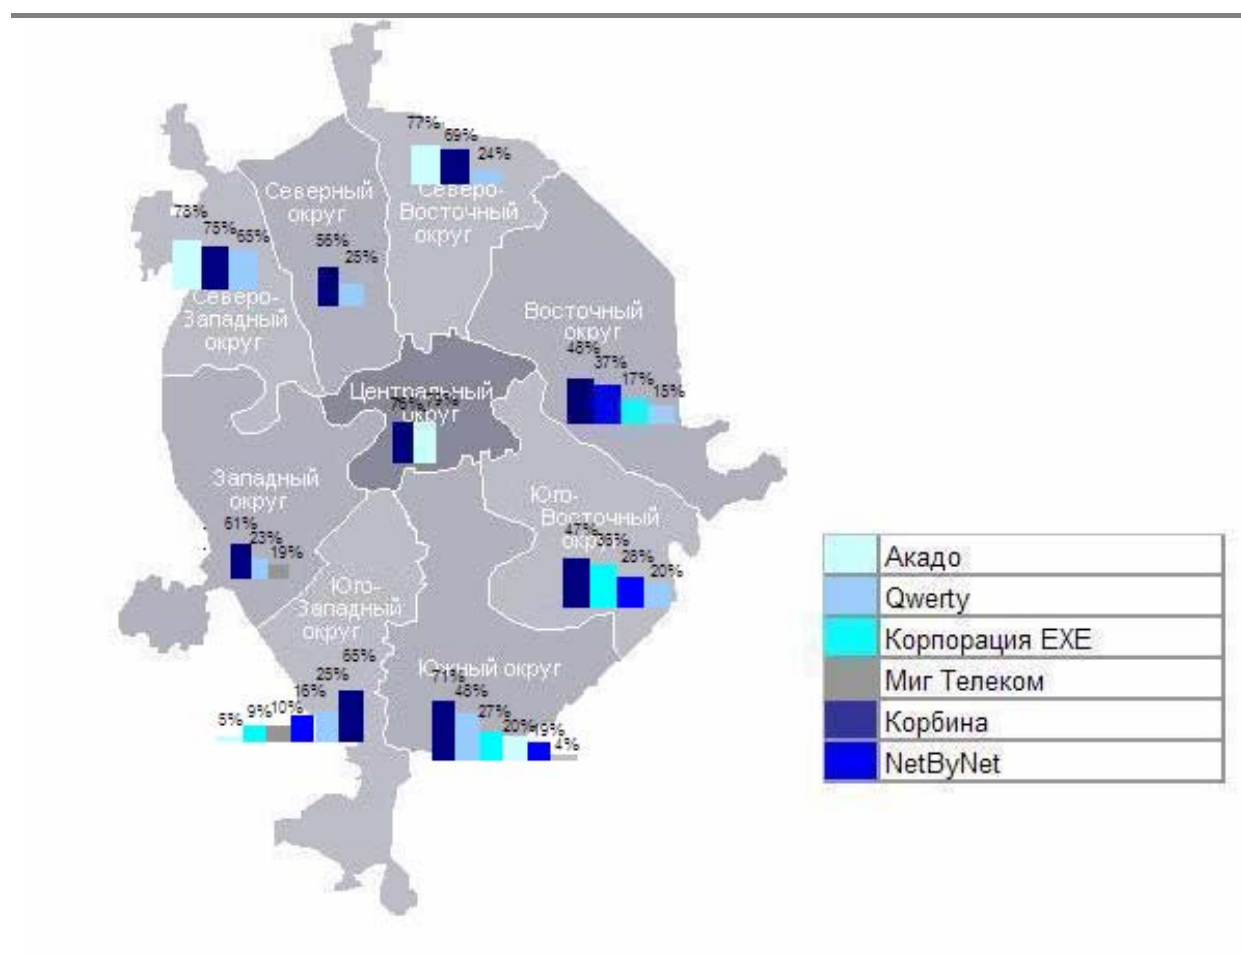 77%
69%
24%
Северо-
Восточный
округ
Северный
округ
56%
25%
78%
75%
65%
Северо-
Западный
округ
Восточный
округ
48%
37%
17%
15%
Центральный
округ
76%
79%
Западный
округ
61%
23%
19%
Юго-
Восточный
округ
47%
36%
28%
20%
Юго-
Западный
округ
5%
9%
10%
16%
25%
65%
Южный округ
71%
48%
27%
20%
19%
4%
Акадо
Qwerty
Корпорация EXE
Миг Телеком
Корбина
NetByNet